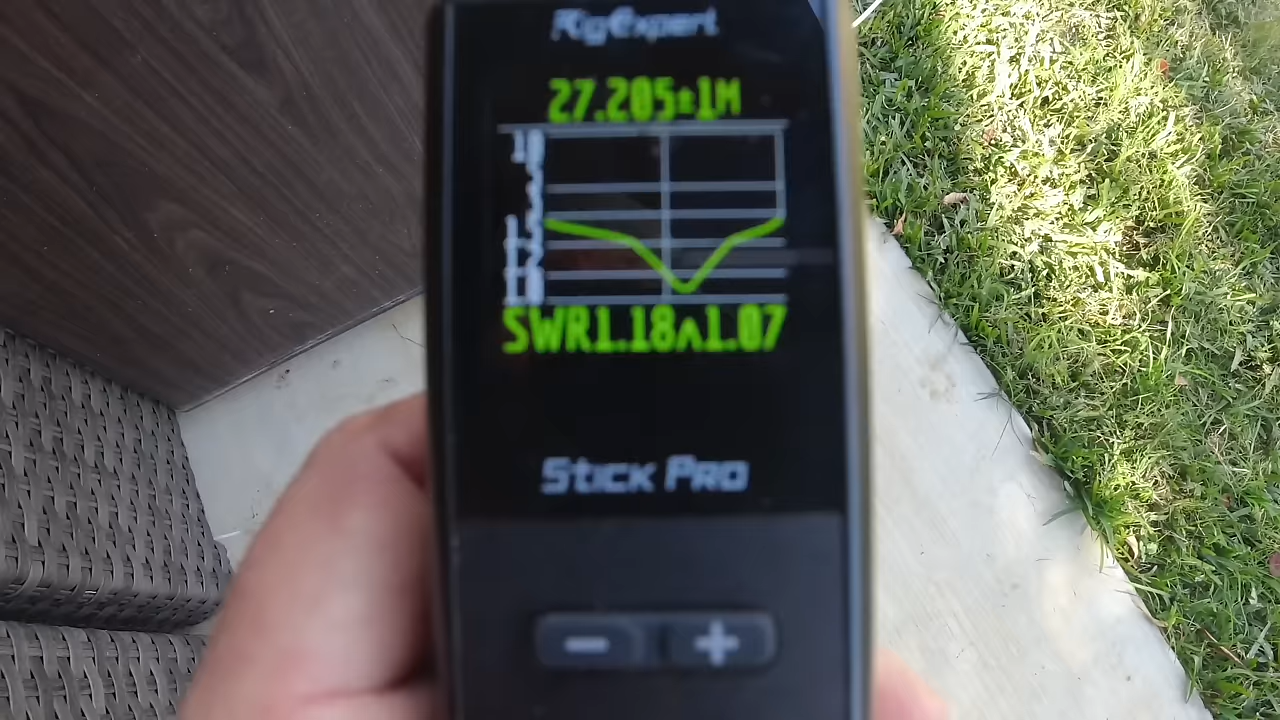 RigExpert
27.205±1M
SWR1.18∧1.07
Stick Pro
- +